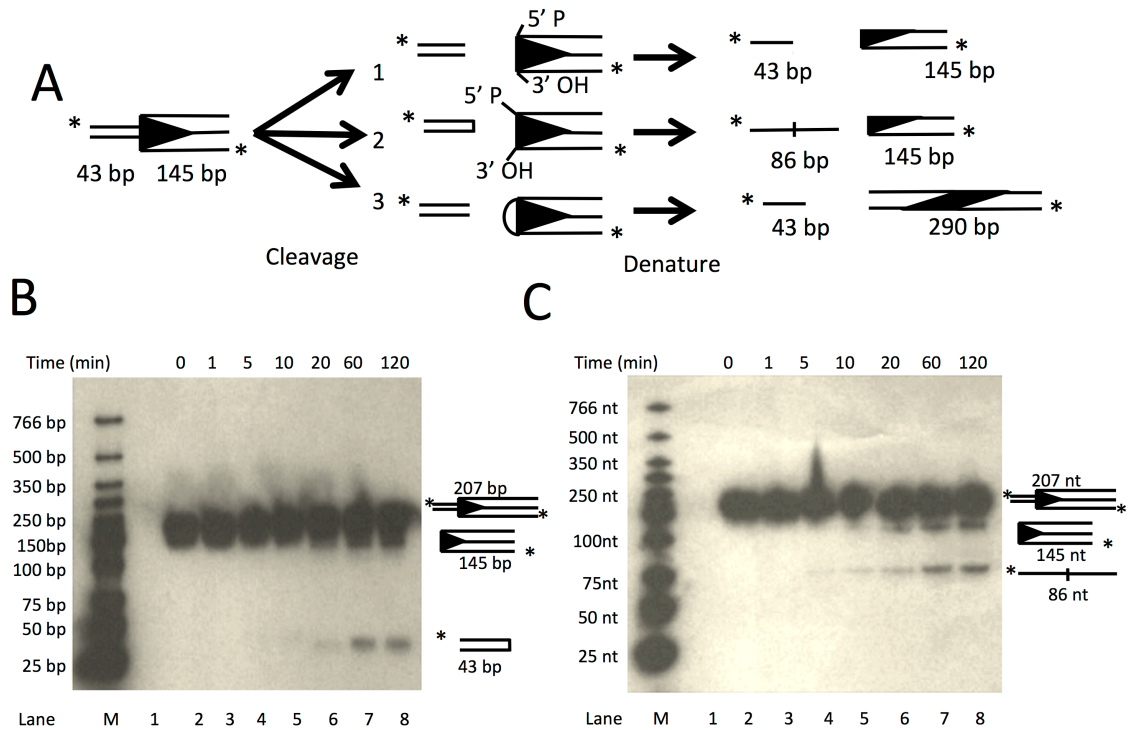 A
5’ P
3’ OH
1
* * * *
43 bp 145 bp
* *
43 bp 145 bp
5’ P
3’ OH
2
* * * *
86 bp 145 bp
3
* * * *
43 bp 290 bp
Cleavage Denature
B
Time (min) 0 1 5 10 20 60 120
766 bp
500 bp
350 bp
250 bp
150bp
100 bp
75 bp
50 bp
25 bp
* 207 bp *
145 bp *
*
43 bp
Lane M 1 2 3 4 5 6 7 8
C
Time (min) 0 1 5 10 20 60 120
766 nt
500 nt
350 nt
250 nt
100nt
75nt
50 nt
25 nt
207 nt
* *
*
145 nt
*
86 nt
Lane M 1 2 3 4 5 6 7 8